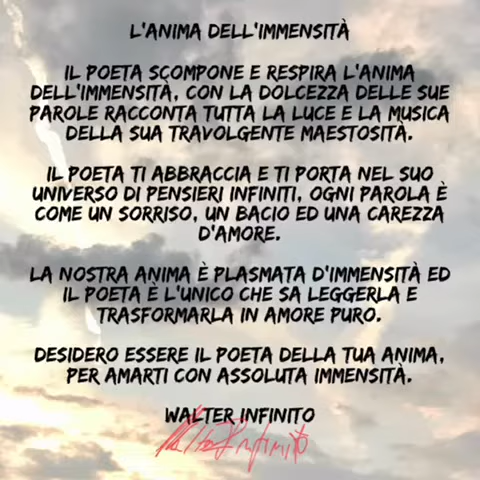 L'ANIMA DELL'IMMENSITÀ
IL POETA SCOMPONE E RESPIRA L'ANIMA
DELL'IMMENSITÀ, CON LA DOLCEZZA DELLE SUE
PAROLE RACCONTA TUTTA LA LUCE E LA MUSICA
DELLA SUA TRAVOLGENTE MAESTOSITÀ.
IL POETA TI ABBRACCIA E TI PORTA NEL SUO
UNIVERSO DI PENSIERI INFINITI, OGNI PAROLA È
COME UN SORRISO, UN BACIO ED UNA CAREZZA
D'AMORE.
LA NOSTRA ANIMA È PLASMATA D'IMMENSITÀ ED
IL POETA È L'UNICO CHE SA LEGGERLA E
TRASFORMARLA IN AMORE PURO.
DESIDERO ESSERE IL POETA DELLA TUA ANIMA,
PER AMARTI CON ASSOLUTA IMMENSITÀ.
WALTER INFINITO
Walter Infinito